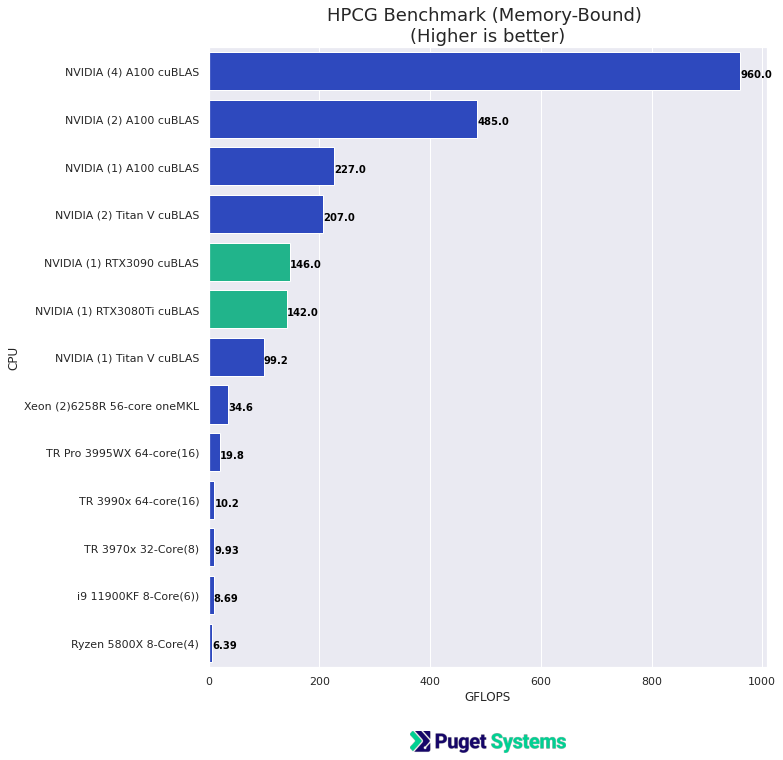 HPCG Benchmark (Memory-Bound)
(Higher is better)
NVIDIA (4) A100 cuBLAS 960.0
NVIDIA (2) A100 cuBLAS 485.0
NVIDIA (1) A100 cuBLAS 227.0
NVIDIA (2) Titan V cuBLAS 207.0
NVIDIA (1) RTX3090 cuBLAS 146.0
NVIDIA (1) RTX3080Ti cuBLAS 142.0
NVIDIA (1) Titan V cuBLAS 99.2
Xeon (2)6258R 56-core oneMKL 34.6
TR Pro 3995WX 64-core(16) 19.8
TR 3990x 64-core(16) 10.2
TR 3970x 32-Core(8) 9.93
i9 11900KF 8-Core(6)) 8.69
Ryzen 5800X 8-Core(4) 6.39
CPU
0 200 400 600 800 1000
GFLOPS
Puget Systems